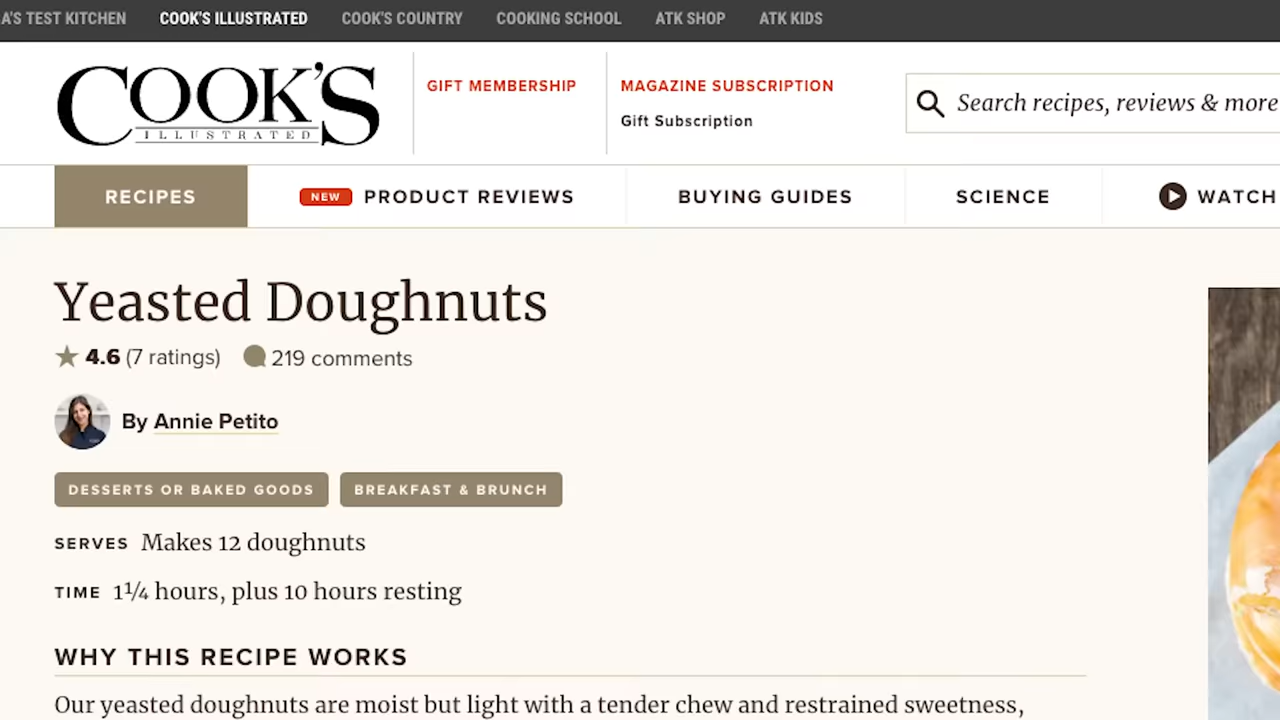 A'S TEST KITCHEN COOK'S ILLUSTRATED COOK'S COUNTRY COOKING SCHOOL ATK SHOP ATK KIDS
COOK'S
ILLUSTRATED
GIFT MEMBERSHIP
MAGAZINE SUBSCRIPTION
Gift Subscription
Search recipes, reviews & more
RECIPES NEW PRODUCT REVIEWS BUYING GUIDES SCIENCE WATCH
Yeasted Doughnuts
4.6 (7 ratings) 219 comments
By Annie Petito
DESSERTS OR BAKED GOODS BREAKFAST & BRUNCH
SERVES Makes 12 doughnuts
TIME 1¼ hours, plus 10 hours resting
WHY THIS RECIPE WORKS
Our yeasted doughnuts are moist but light with a tender chew and restrained sweetness,